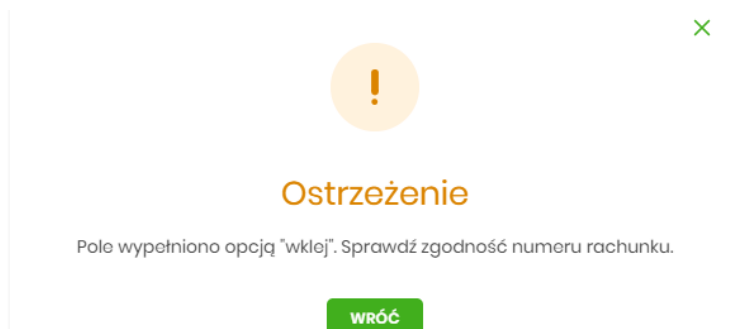 Ostrzeżenie
Pole wypełniono opcją "wklej". Sprawdź zgodność numeru rachunku.
WRÓĆ